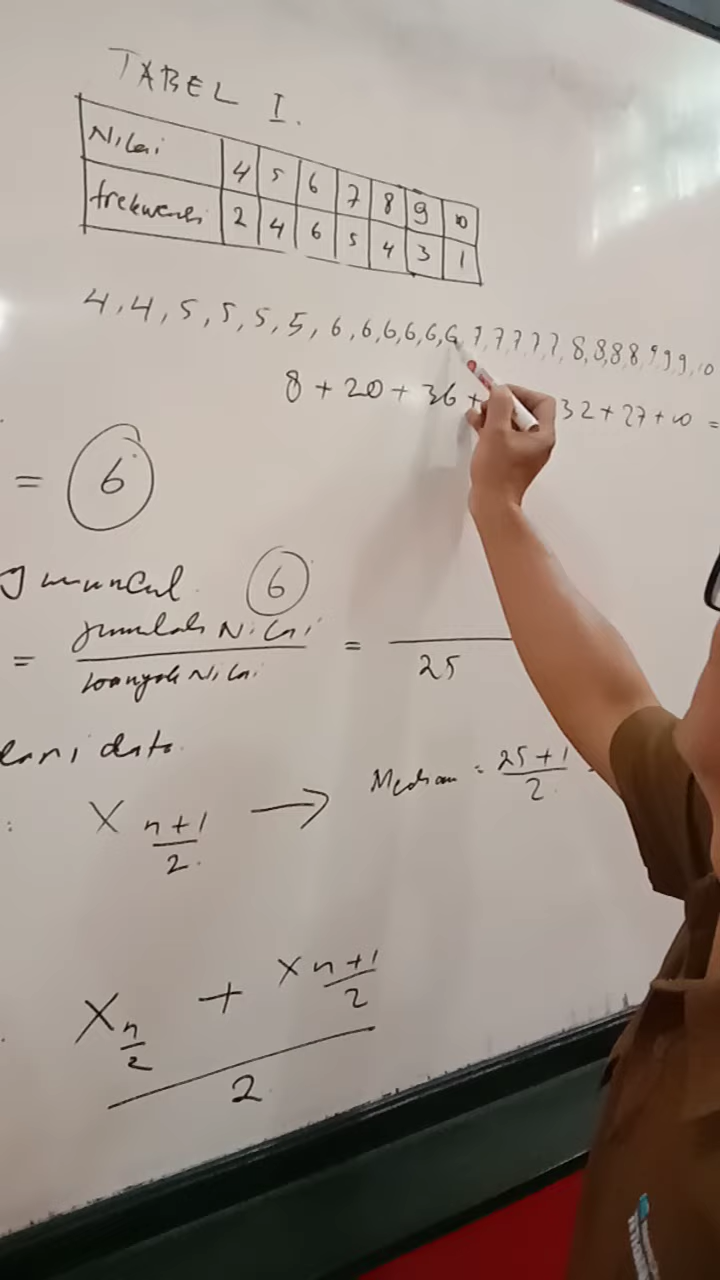 TABEL I.
Nilai 4 5 6 7 8 9 10
frekwensi 2 4 6 5 4 3 1
4, 4, 5, 5, 5, 5, 6, 6, 6, 6, 6, 6, 7, 7, 7, 7, 7, 8, 8, 8, 8, 9, 9, 9, 10
8 + 20 + 36 + 32 + 27 + 10 =
= 6
g muncul. 6
= jumlah Nilai / banyak Nilai = 25
dari data.
: X n+1/2 → Median = 25+1/2
X n/2 + X n+1/2
2